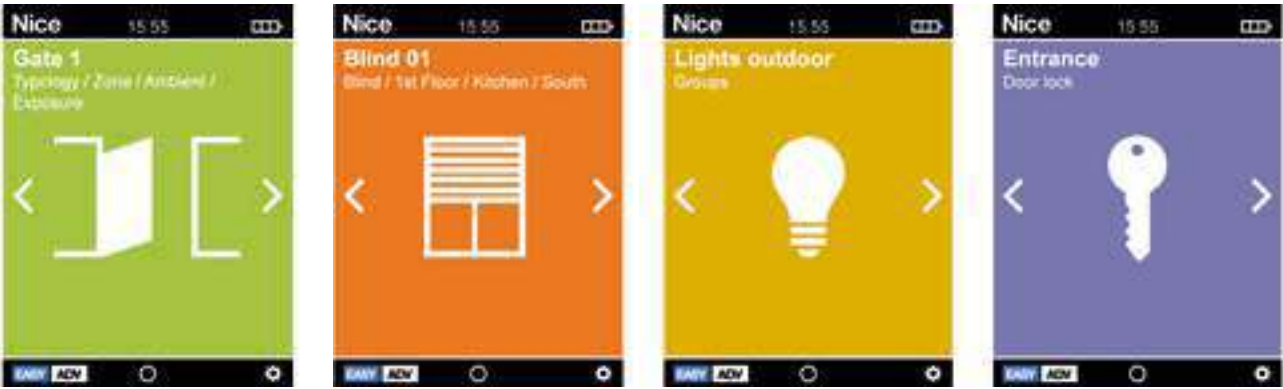 Nice 15:55
Gate 1
Typology / Zone / Ambient /
Exposure
EASY ADV
Nice 15:55
Blind 01
Blind / 1st Floor / Kitchen / South
EASY ADV
Nice 15:55
Lights outdoor
Groups
EASY ADV
Nice 15:55
Entrance
Door lock
EASY ADV